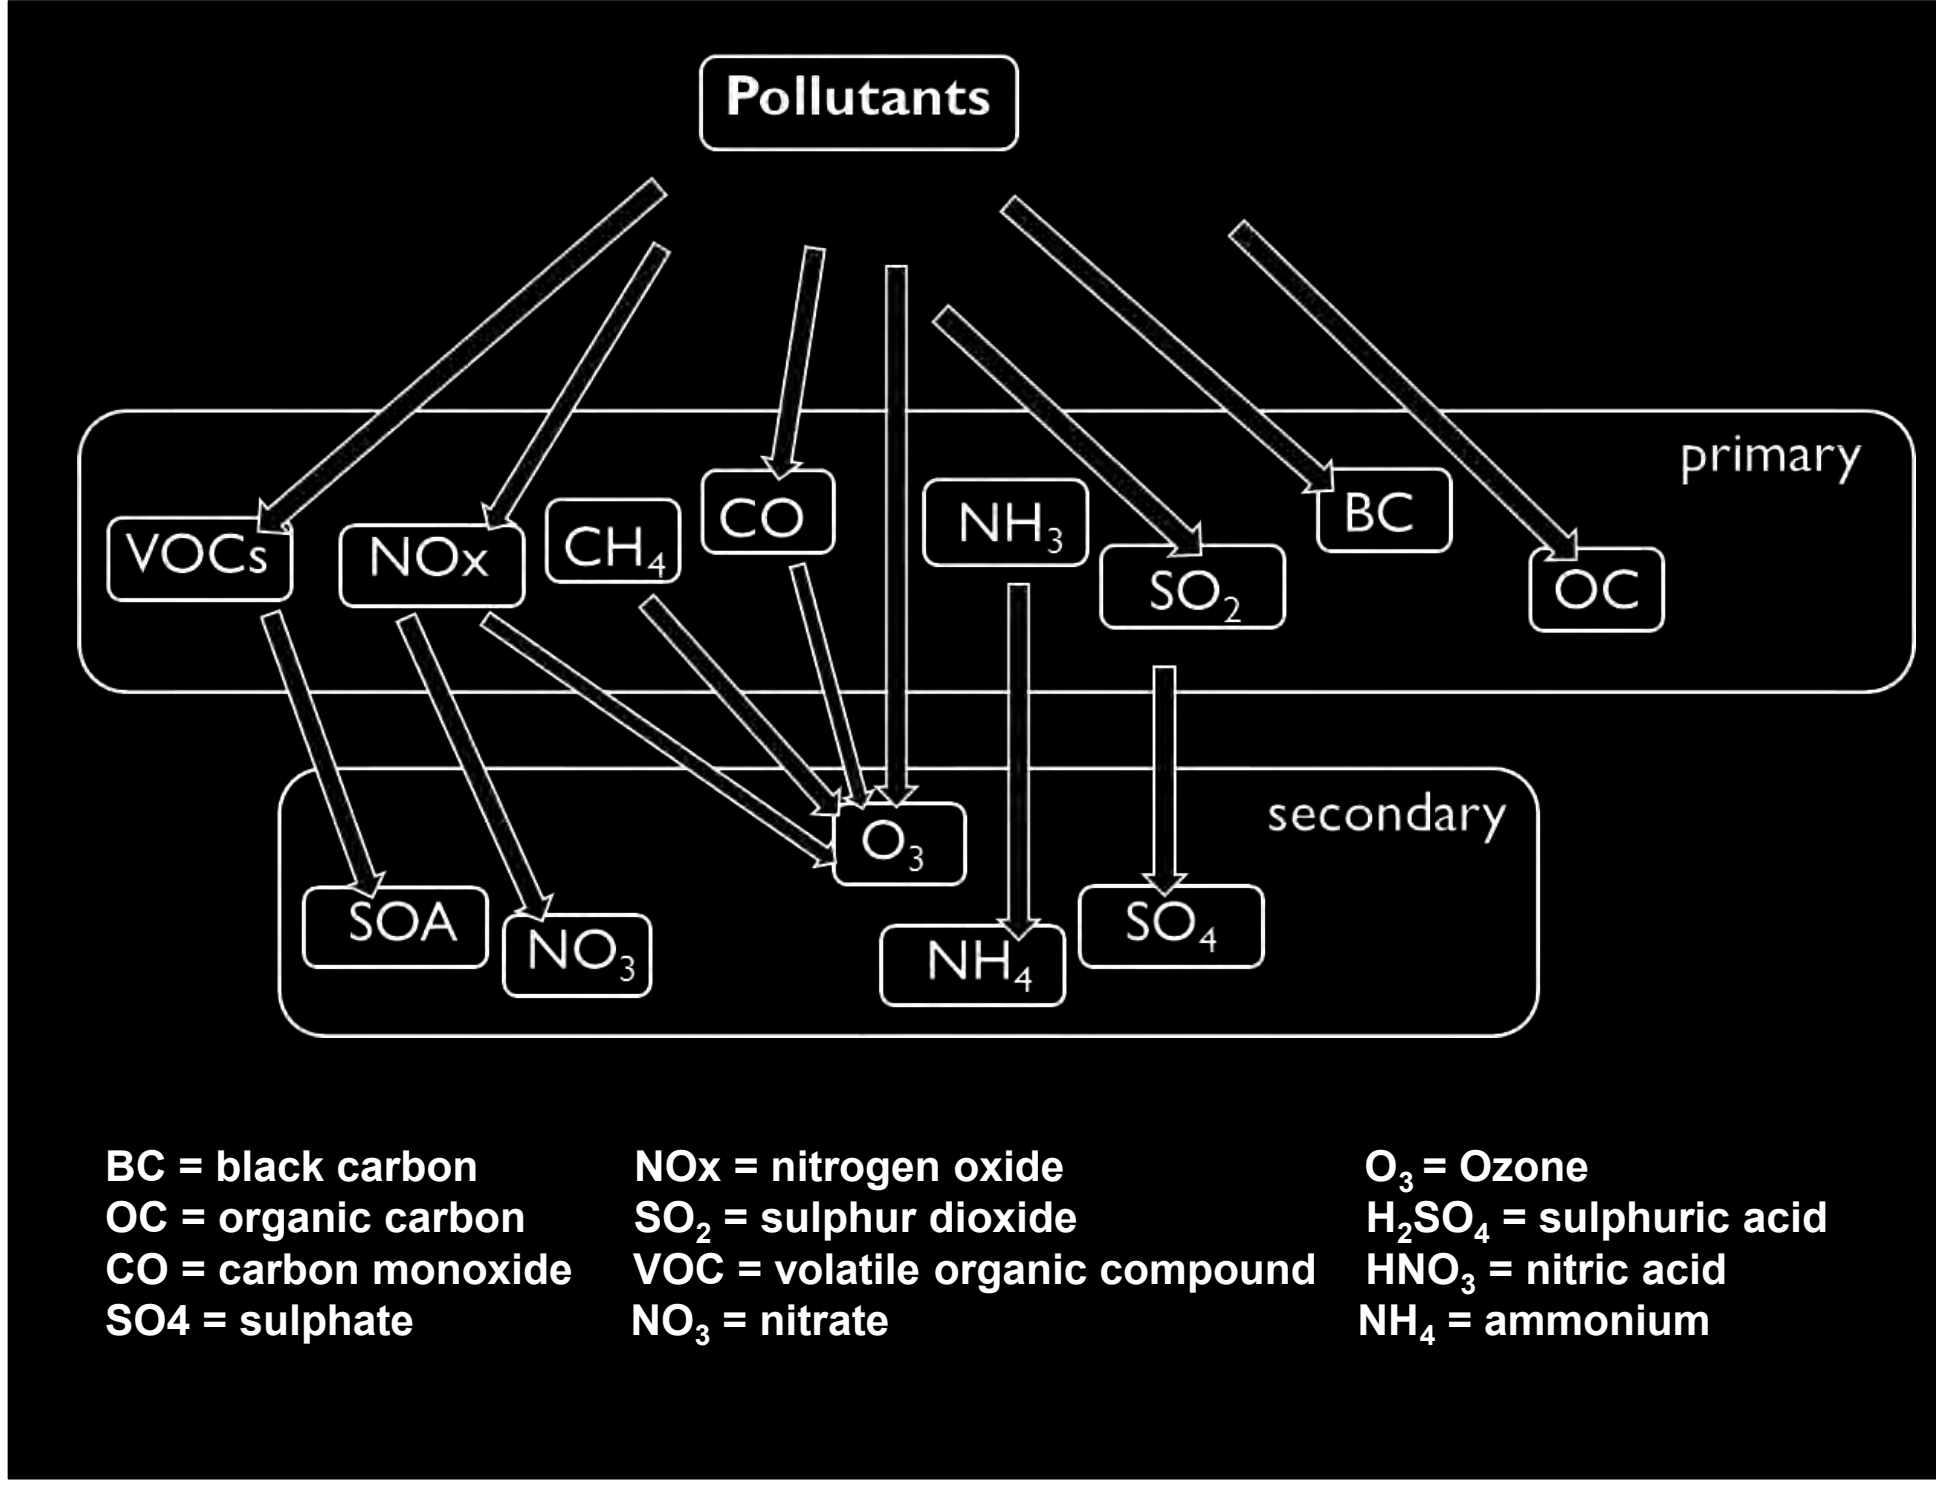 Pollutants
primary
VOCs
NOx
CH₄
CO
NH₃
SO₂
BC
OC
secondary
SOA
NO₃
O₃
NH₄
SO₄
BC = black carbon
OC = organic carbon
CO = carbon monoxide
SO4 = sulphate
NOx = nitrogen oxide
SO₂ = sulphur dioxide
VOC = volatile organic compound
NO₃ = nitrate
O₃ = Ozone
H₂SO₄ = sulphuric acid
HNO₃ = nitric acid
NH₄ = ammonium